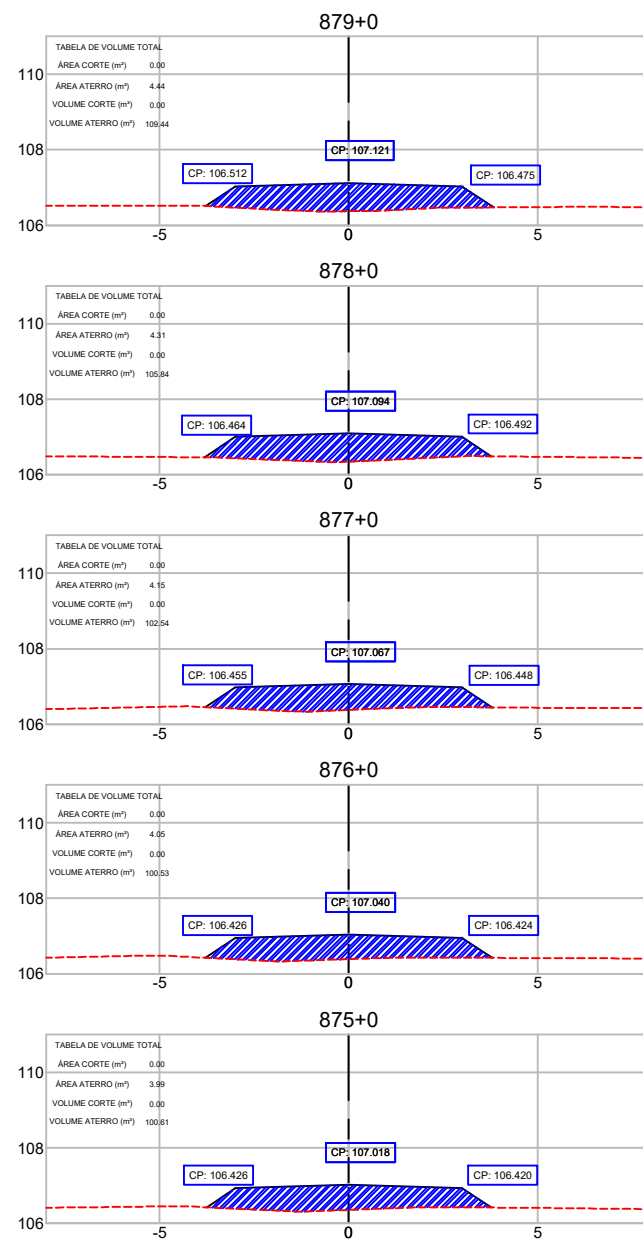 879+0
TABELA DE VOLUME TOTAL
110
ÁREA CORTE (m²) 0.00
ÁREA ATERRO (m²) 4.44
VOLUME CORTE (m³) 0.00
VOLUME ATERRO (m³) 109.44
108
CP: 107.121
CP: 106.512
CP: 106.475
106
-5 0 5
878+0
TABELA DE VOLUME TOTAL
ÁREA CORTE (m²) 0.00
110
ÁREA ATERRO (m²) 4.31
VOLUME CORTE (m³) 0.00
VOLUME ATERRO (m³) 105.84
108
CP: 107.094
CP: 106.464
CP: 106.492
106
-5 0 5
877+0
TABELA DE VOLUME TOTAL
ÁREA CORTE (m²) 0.00
110
ÁREA ATERRO (m²) 4.15
VOLUME CORTE (m³) 0.00
VOLUME ATERRO (m³) 102.54
108
CP: 107.067
CP: 106.455
CP: 106.448
106
-5 0 5
876+0
TABELA DE VOLUME TOTAL
ÁREA CORTE (m²) 0.00
110
ÁREA ATERRO (m²) 4.05
VOLUME CORTE (m³) 0.00
VOLUME ATERRO (m³) 100.53
108
CP: 107.040
CP: 106.426
CP: 106.424
106
-5 0 5
875+0
TABELA DE VOLUME TOTAL
ÁREA CORTE (m²) 0.00
110
ÁREA ATERRO (m²) 3.99
VOLUME CORTE (m³) 0.00
VOLUME ATERRO (m³) 100.61
108
CP: 107.018
CP: 106.426
CP: 106.420
106
-5 0 5